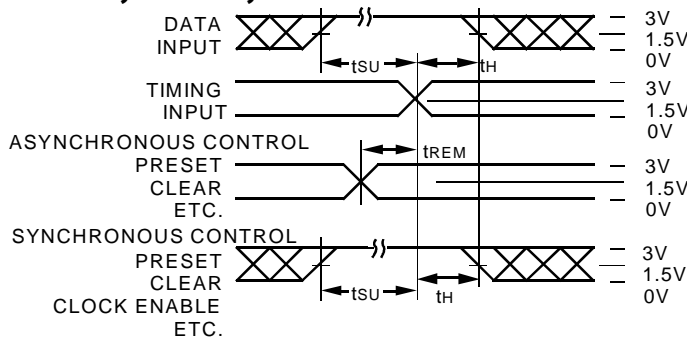 DATA
INPUT
3V
1.5V
0V
tSU
tH
TIMING
INPUT
3V
1.5V
0V
ASYNCHRONOUS CONTROL
tREM
PRESET
CLEAR
ETC.
3V
1.5V
0V
SYNCHRONOUS CONTROL
PRESET
CLEAR
CLOCK ENABLE
ETC.
tSU
tH
3V
1.5V
0V